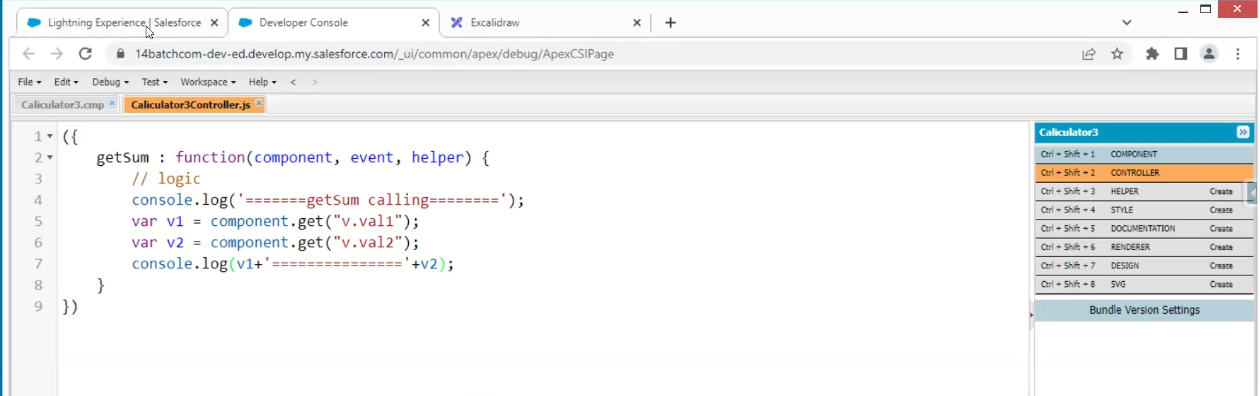 Lightning Experience | Salesforce
Developer Console
Excalidraw
14batchcom-dev-ed.develop.my.salesforce.com/_ui/common/apex/debug/ApexCSIPage
File Edit Debug Test Workspace Help < >
Caliculator3.cmp
Caliculator3Controller.js
1 ({
2 getSum : function(component, event, helper) {
3 // logic
4 console.log('=======getSum calling========');
5 var v1 = component.get("v.val1");
6 var v2 = component.get("v.val2");
7 console.log(v1+'==============='+v2);
8 }
9 })
Caliculator3
Ctrl + Shift + 1 COMPONENT
Ctrl + Shift + 2 CONTROLLER
Ctrl + Shift + 3 HELPER Create
Ctrl + Shift + 4 STYLE Create
Ctrl + Shift + 5 DOCUMENTATION Create
Ctrl + Shift + 6 RENDERER Create
Ctrl + Shift + 7 DESIGN Create
Ctrl + Shift + 8 SVG Create
Bundle Version Settings